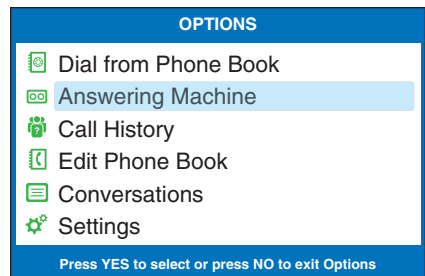 OPTIONS
Dial from Phone Book
Answering Machine
Call History
Edit Phone Book
Conversations
Settings
Press YES to select or press NO to exit Options